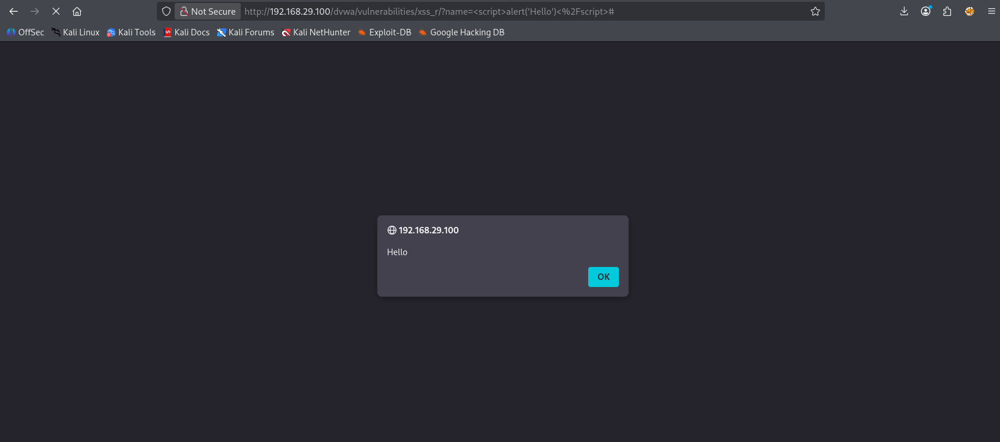 Not Secure http://192.168.29.100/dvwa/vulnerabilities/xss_r/?name=<script>alert('Hello')<%2Fscript>#
OffSec Kali Linux Kali Tools Kali Docs Kali Forums Kali NetHunter Exploit-DB Google Hacking DB
192.168.29.100
Hello
OK